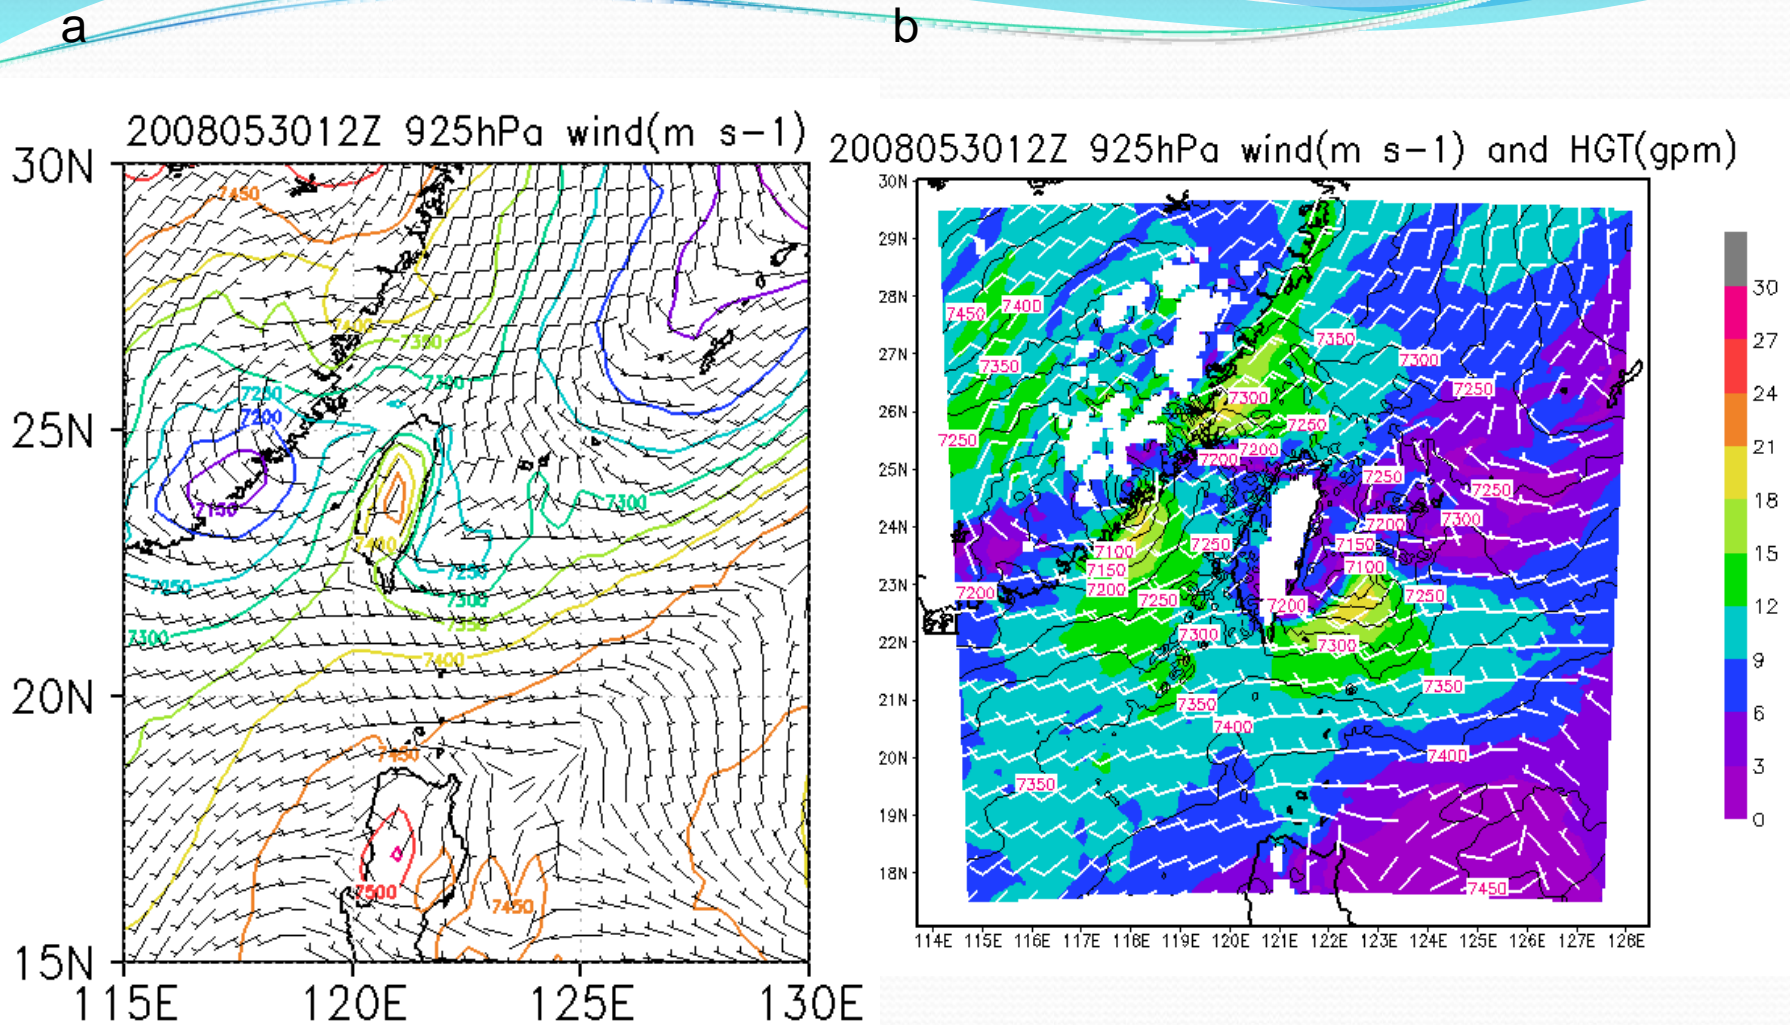 a
b
2008053012Z 925hPa wind(m s-1)
2008053012Z 925hPa wind(m s-1) and HGT(gpm)
30N
25N
20N
15N
115E 120E 125E 130E
7450
7400
7350
7300
7250
7200
7150
7400
7300
7250
7250
7300
7350
7300
7400
7450
7500
7450
30N
29N
28N
27N
26N
25N
24N
23N
22N
21N
20N
19N
18N
114E 115E 116E 117E 118E 119E 120E 121E 122E 123E 124E 125E 126E 127E 128E
7450 7400
7350 7350 7300
7300 7250
7250 7250
7200 7200
7250 7250
7200 7300
7100 7250 7150
7150 7100
7200 7200 7250 7200 7250
7300 7300
7350 7350
7400 7400
7350
7450
30
27
24
21
18
15
12
9
6
3
0